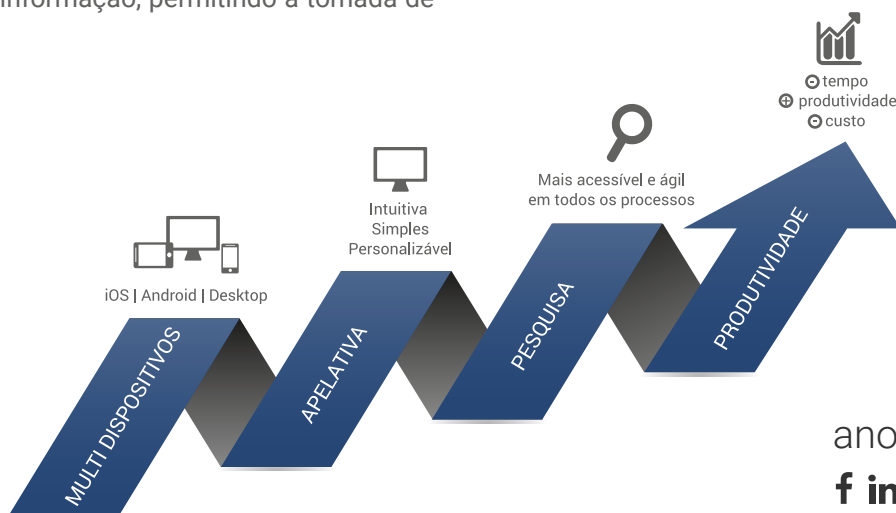 informação, permitindo a tomada de
⊖ tempo
⊕ produtividade
⊖ custo
Mais acessível e ágil
em todos os processos
Intuitiva
Simples
Personalizável
iOS | Android | Desktop
MULTI DISPOSITIVOS
APELATIVA
PESQUISA
PRODUTIVIDADE
ano
f in